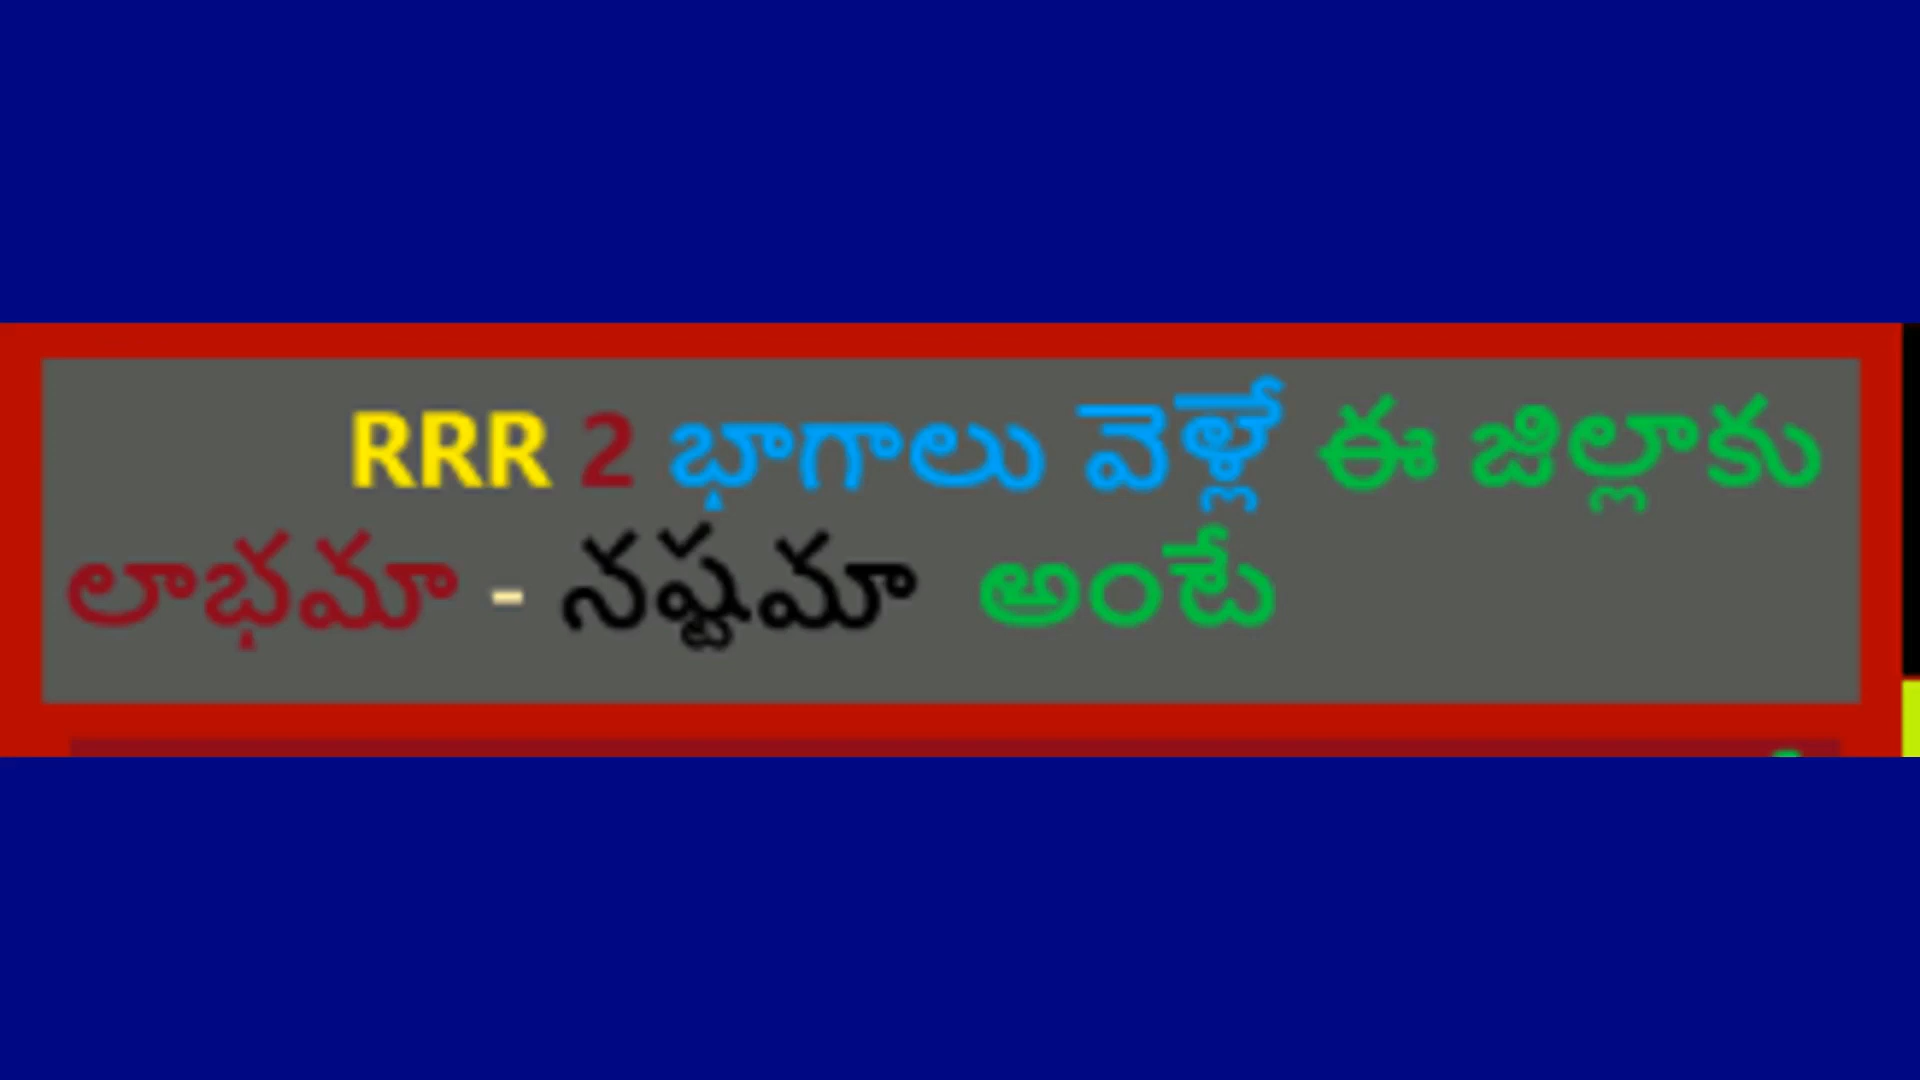 RRR 2 భాగాలు వెళ్లే ఈ జిల్లాకు
లాభమా - నష్టమా అంటే